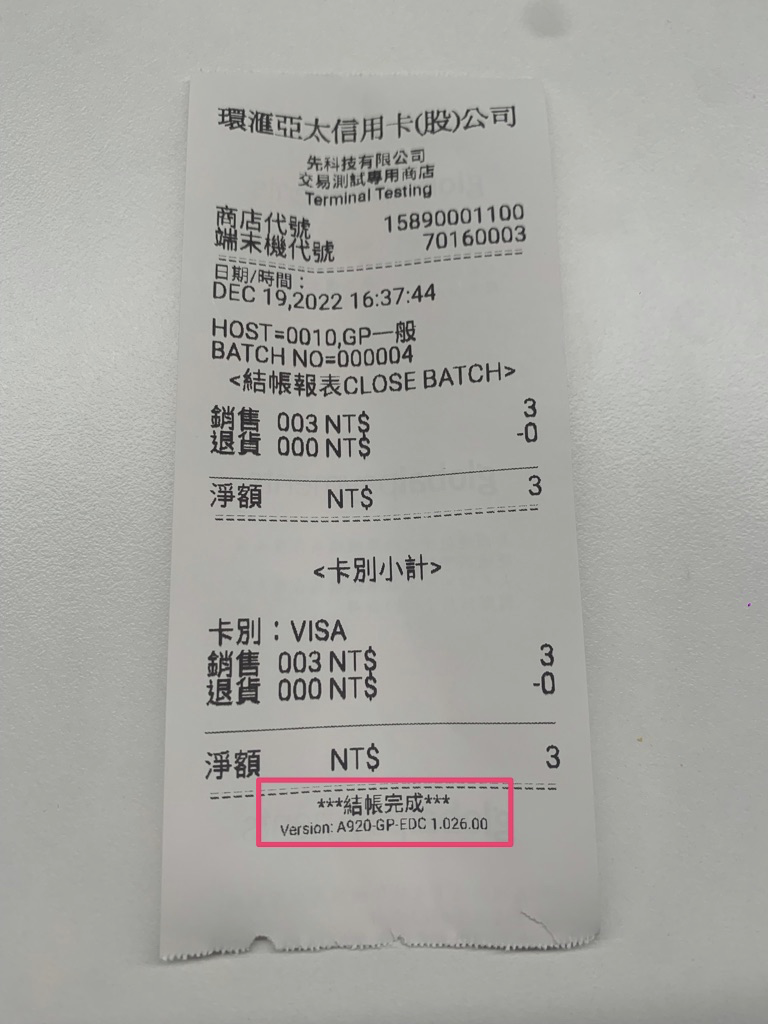 環滙亞太信用卡(股)公司
先科技有限公司
交易測試專用商店
Terminal Testing
商店代號 15890001100
端末機代號 70160003
日期/時間：
DEC 19,2022 16:37:44
HOST=0010,GP一般
BATCH NO=000004
<結帳報表CLOSE BATCH>
銷售 003 NT$ 3
退貨 000 NT$ -0
淨額 NT$ 3
<卡別小計>
卡別：VISA
銷售 003 NT$ 3
退貨 000 NT$ -0
淨額 NT$ 3
***結帳完成***
Version: A920-GP-EDC 1.026.00